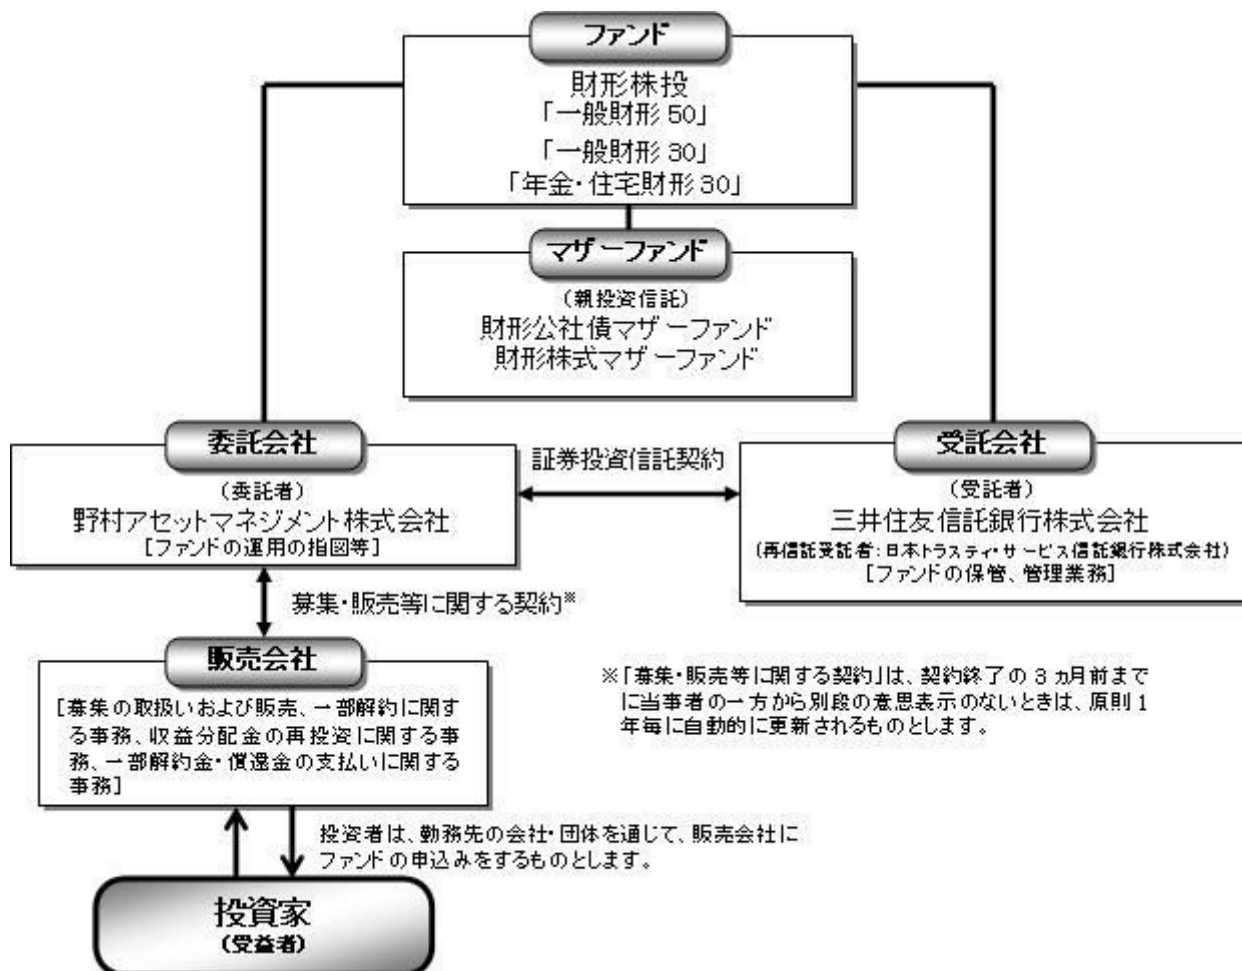 ファンド
財形株投
「一般財形50」
「一般財形30」
「年金・住宅財形30」
マザーファンド
(親投資信託)
財形公社債マザーファンド
財形株式マザーファンド
委託会社
(委託者)
野村アセットマネジメント株式会社
[ファンドの運用の指図等]
証券投資信託契約
受託会社
(受託者)
三井住友信託銀行株式会社
(再信託受託者:日本トラスティ・サービス信託銀行株式会社)
[ファンドの保管、管理業務]
募集・販売等に関する契約※
販売会社
[募集の取扱いおよび販売、一部解約に関す
る事務、収益分配金の再投資に関する事
務、一部解約金・償還金の支払いに関する
事務]
※「募集・販売等に関する契約」は、契約終了の3ヵ月前まで
に当事者の一方から別段の意思表示のないときは、原則1
年毎に自動的に更新されるものとします。
投資者は、勤務先の会社・団体を通じて、販売会社に
ファンドの申込みをするものとします。
投資家
(受益者)